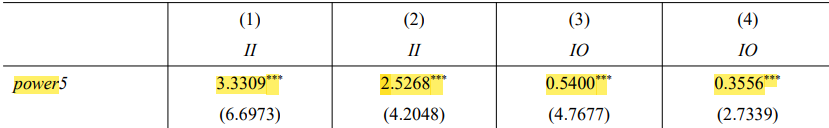 (1) (2) (3) (4)
II II IO IO
power5 3.3309*** 2.5268*** 0.5400*** 0.3556***
(6.6973) (4.2048) (4.7677) (2.7339)